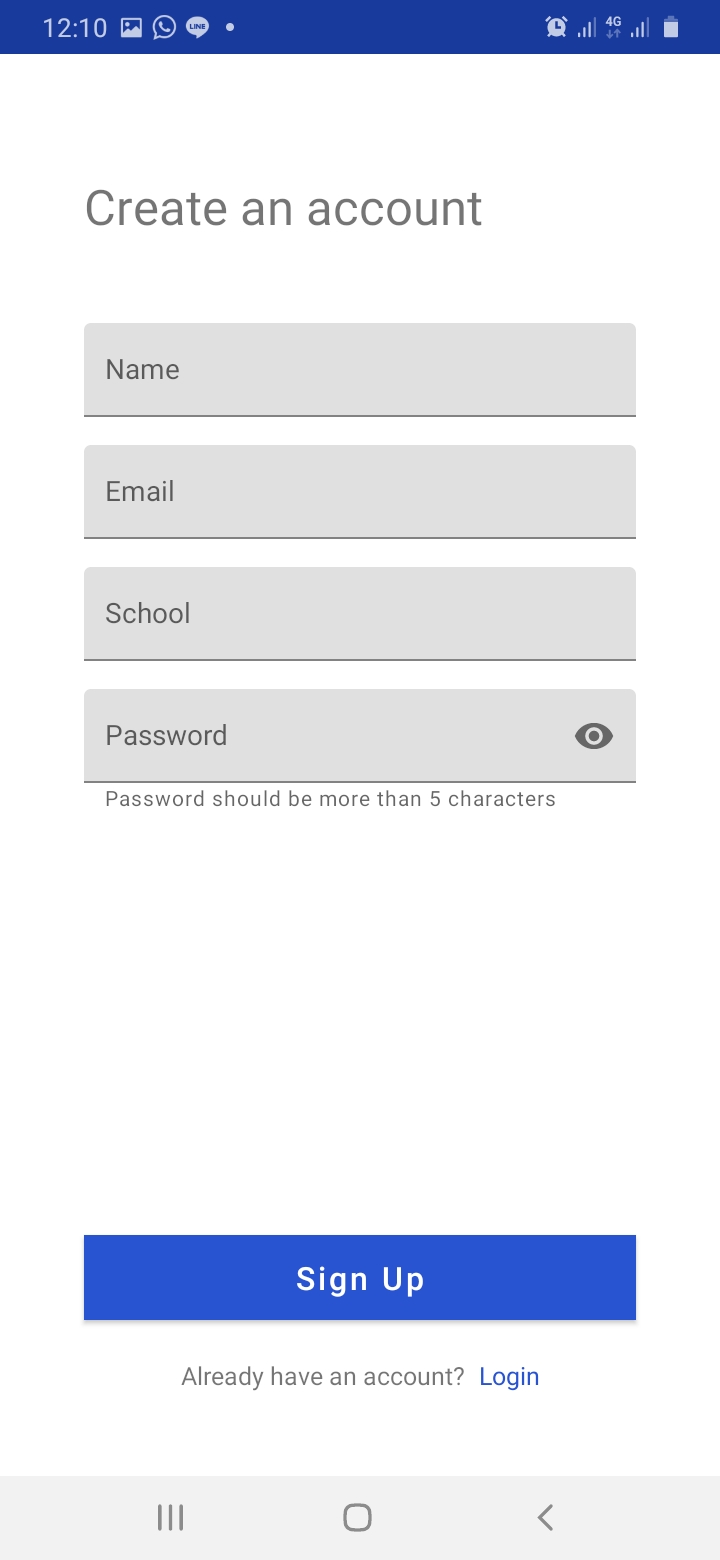 12:10 LINE 4G
Create an account
Name
Email
School
Password
Password should be more than 5 characters
Sign Up
Already have an account? Login